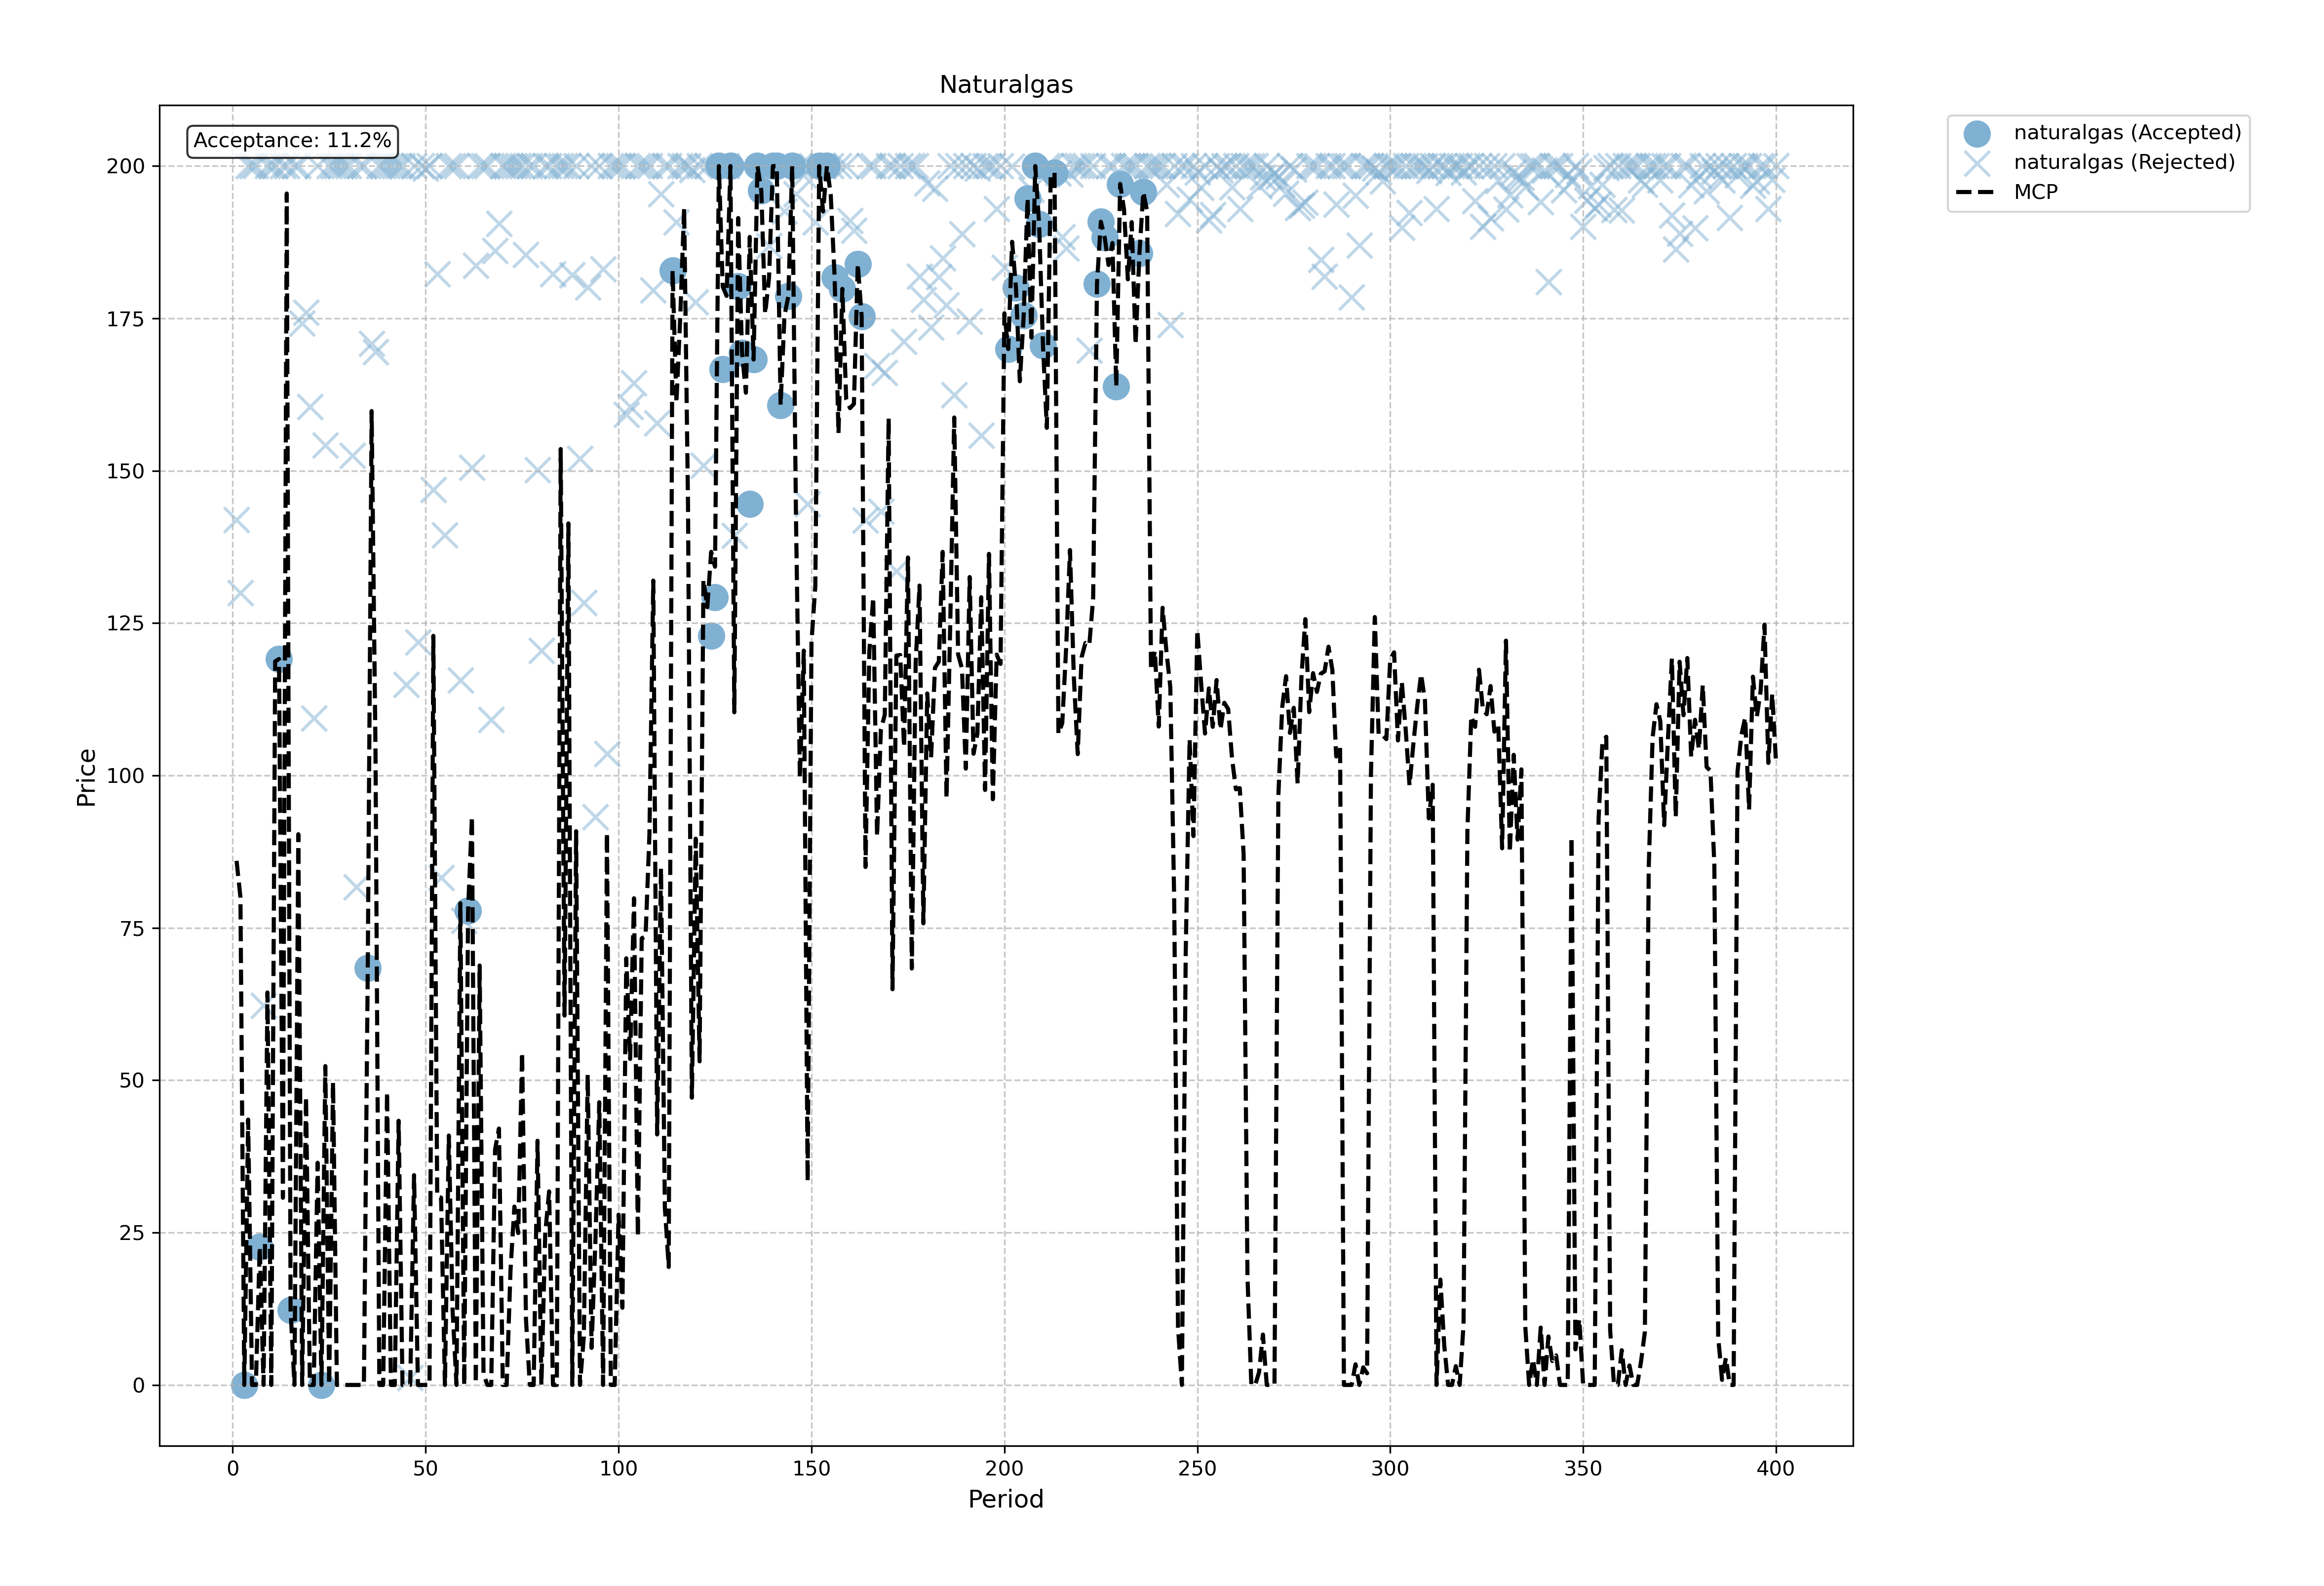 Naturalgas
Acceptance: 11.2%
naturalgas (Accepted)
naturalgas (Rejected)
MCP
Price
200
175
150
125
100
75
50
25
0
0 50 100 150 200 250 300 350 400
Period